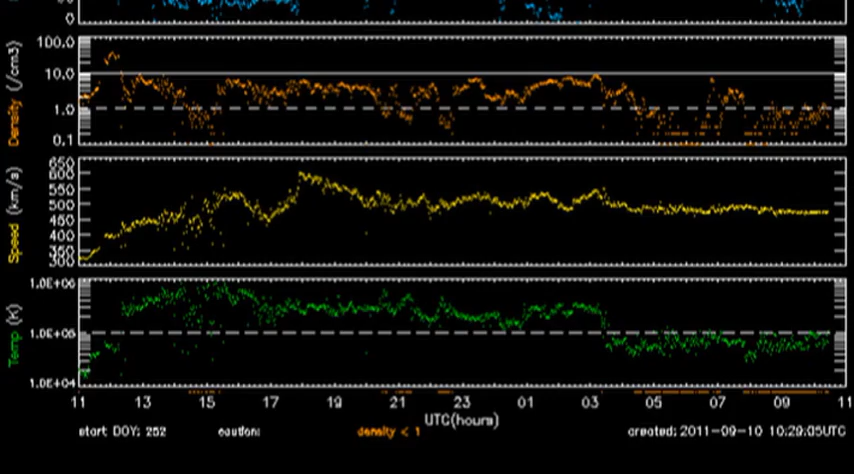 0
100.0
10.0
1.0
0.1
Density (/cm3)
650
600
550
500
450
400
350
300
Speed (km/s)
1.0E+06
1.0E+05
1.0E+04
Temp (K)
11 13 15 17 19 21 23 01 03 05 07 09 11
UTC(hours)
start DOY: 252 caution: density < 1 created: 2011-09-10 10:29:05UTC